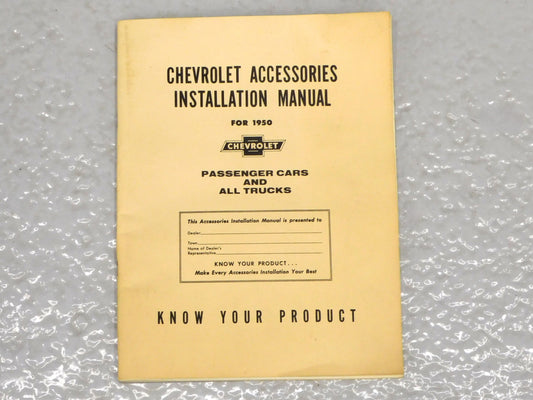 CHEVROLET ACCESSORIES
INSTALLATION MANUAL
FOR 1950
CHEVROLET
PASSENGER CARS
AND
ALL TRUCKS
This Accessories Installation Manual is presented to
Dealer
Town
Name of Dealer's
Representative
KNOW YOUR PRODUCT...
Make Every Accessories Installation Your Best
KNOW YOUR PRODUCT